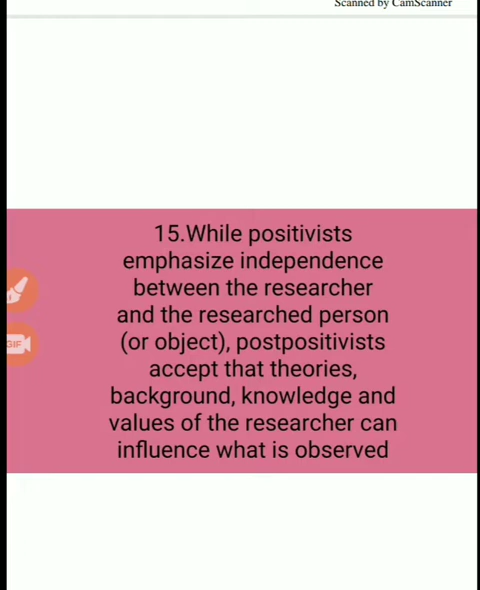 Scanned by CamScanner
15.While positivists
emphasize independence
between the researcher
and the researched person
(or object), postpositivists
accept that theories,
background, knowledge and
values of the researcher can
influence what is observed
GIF